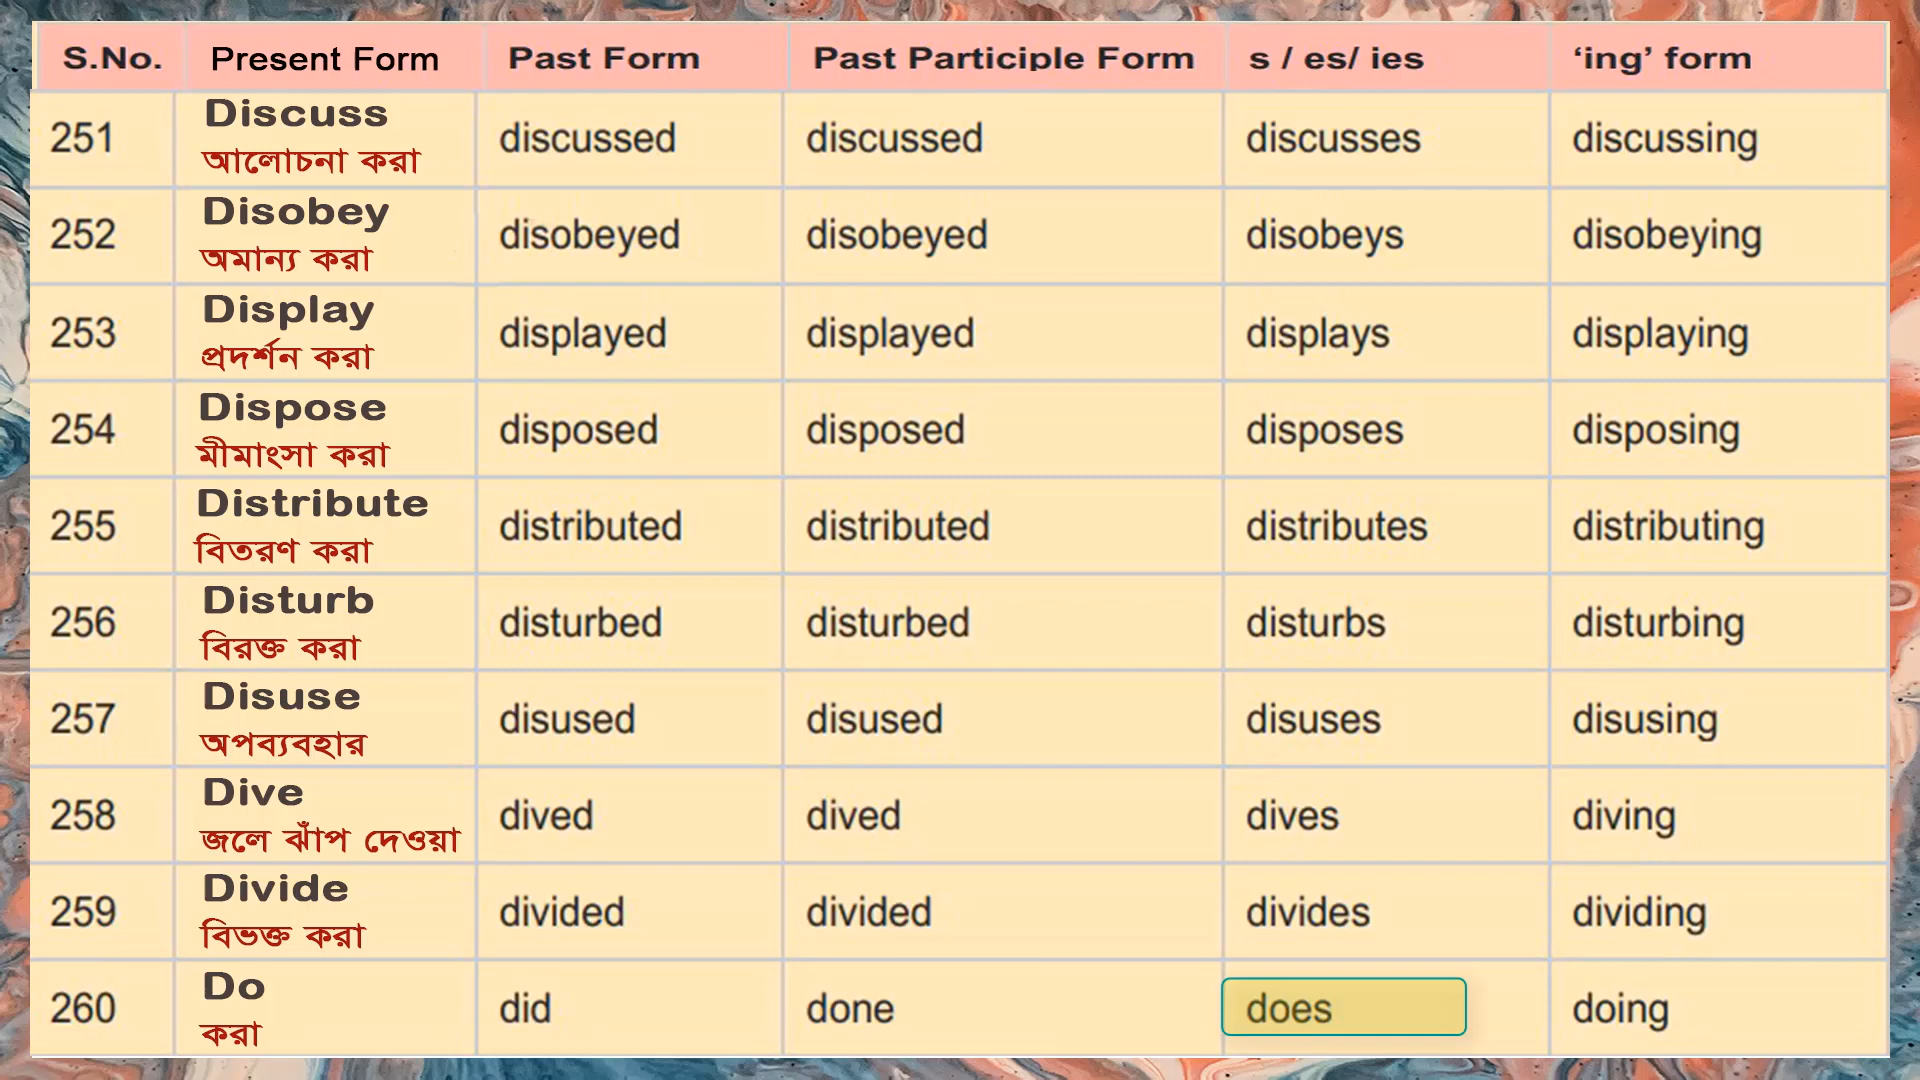 S.No. Present Form Past Form Past Participle Form s / es/ ies ‘ing’ form
251 Discuss discussed discussed discusses discussing
আলোচনা করা
252 Disobey disobeyed disobeyed disobeys disobeying
অমান্য করা
253 Display displayed displayed displays displaying
প্রদর্শন করা
254 Dispose disposed disposed disposes disposing
মীমাংসা করা
255 Distribute distributed distributed distributes distributing
বিতরণ করা
256 Disturb disturbed disturbed disturbs disturbing
বিরক্ত করা
257 Disuse disused disused disuses disusing
অপব্যবহার
258 Dive dived dived dives diving
জলে ঝাঁপ দেওয়া
259 Divide divided divided divides dividing
বিভক্ত করা
260 Do did done does doing
করা